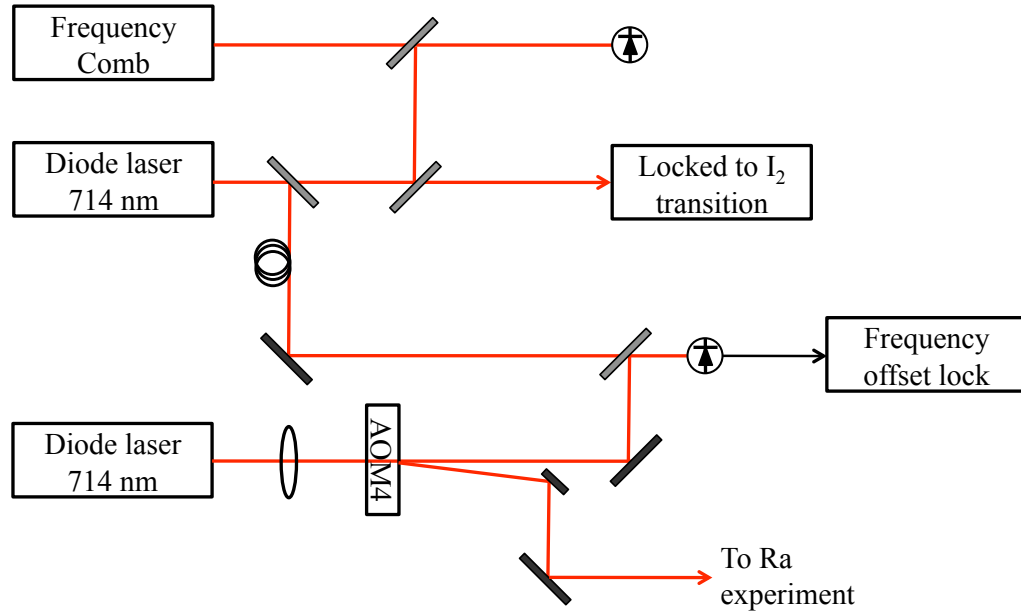 Frequency
Comb
Diode laser
714 nm
Locked to I₂
transition
Frequency
offset lock
Diode laser
714 nm
AOM4
To Ra
experiment